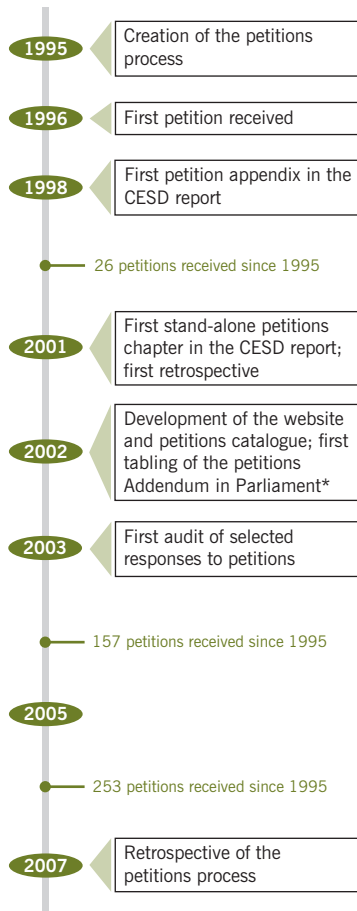 1995
Creation of the petitions
process
1996
First petition received
1998
First petition appendix in the
CESD report
26 petitions received since 1995
2001
First stand-alone petitions
chapter in the CESD report;
first retrospective
2002
Development of the website
and petitions catalogue; first
tabling of the petitions
Addendum in Parliament*
2003
First audit of selected
responses to petitions
157 petitions received since 1995
2005
253 petitions received since 1995
2007
Retrospective of the
petitions process